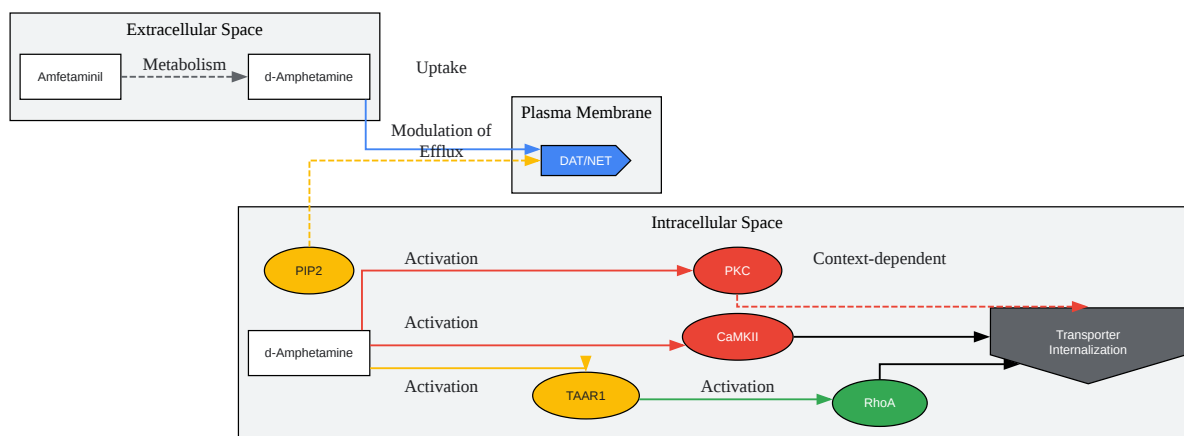 Extracellular Space
Amfetaminil
Metabolism
d-Amphetamine
Uptake
Plasma Membrane
Modulation of
Efflux
DAT/NET
Intracellular Space
PIP2
Activation
PKC
Context-dependent
d-Amphetamine
Activation
CaMKII
Transporter
Internalization
Activation
TAAR1
Activation
RhoA